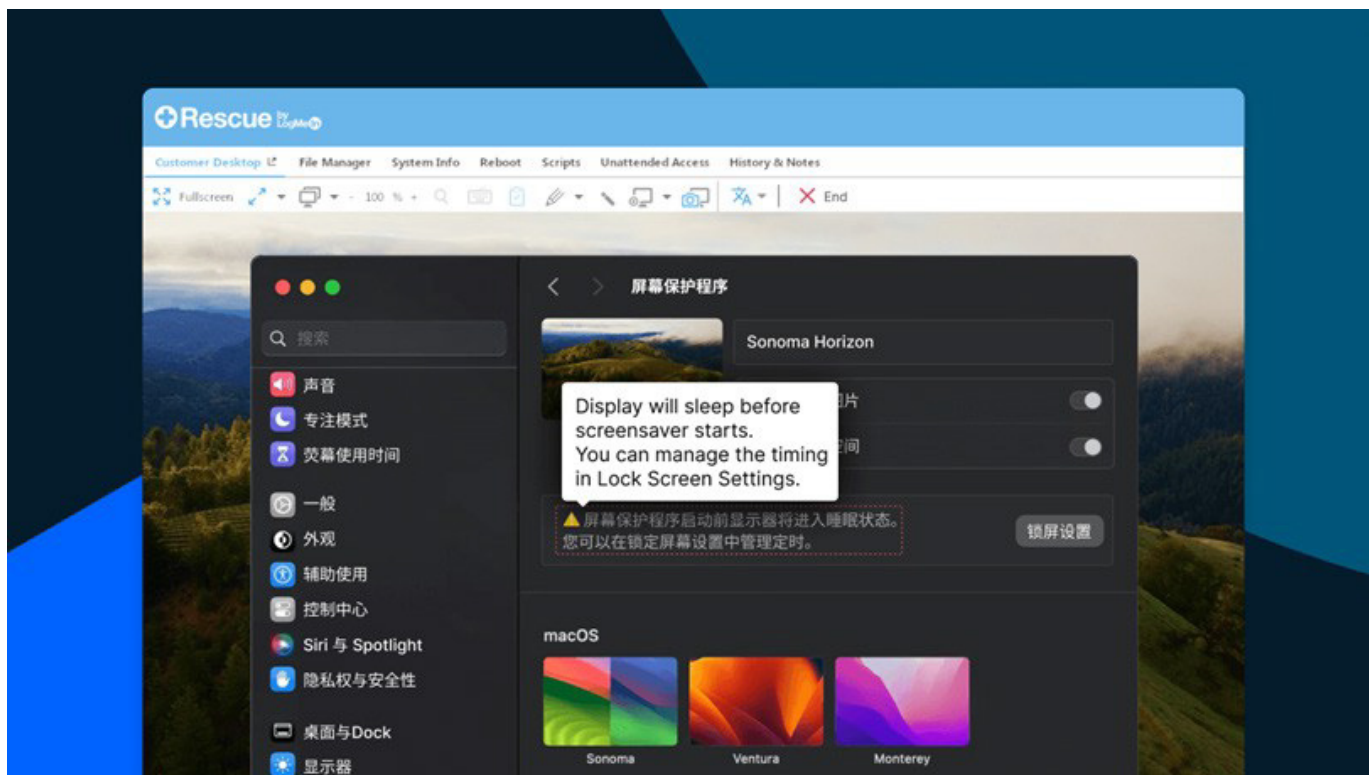 Rescue by LogMeIn
Customer Desktop File Manager System Info Reboot Scripts Unattended Access History & Notes
Fullscreen - 100 % + End
屏幕保护程序
搜索
Sonoma Horizon
声音
专注模式
荧幕使用时间
片
Display will sleep before
screensaver starts.
You can manage the timing
in Lock Screen Settings.
间
一般
外观
辅助使用
控制中心
Siri 与 Spotlight
隐私权与安全性
桌面与Dock
显示器
屏幕保护程序启动前显示器将进入睡眠状态。
您可以在锁定屏幕设置中管理定时。
锁屏设置
macOS
Sonoma Ventura Monterey